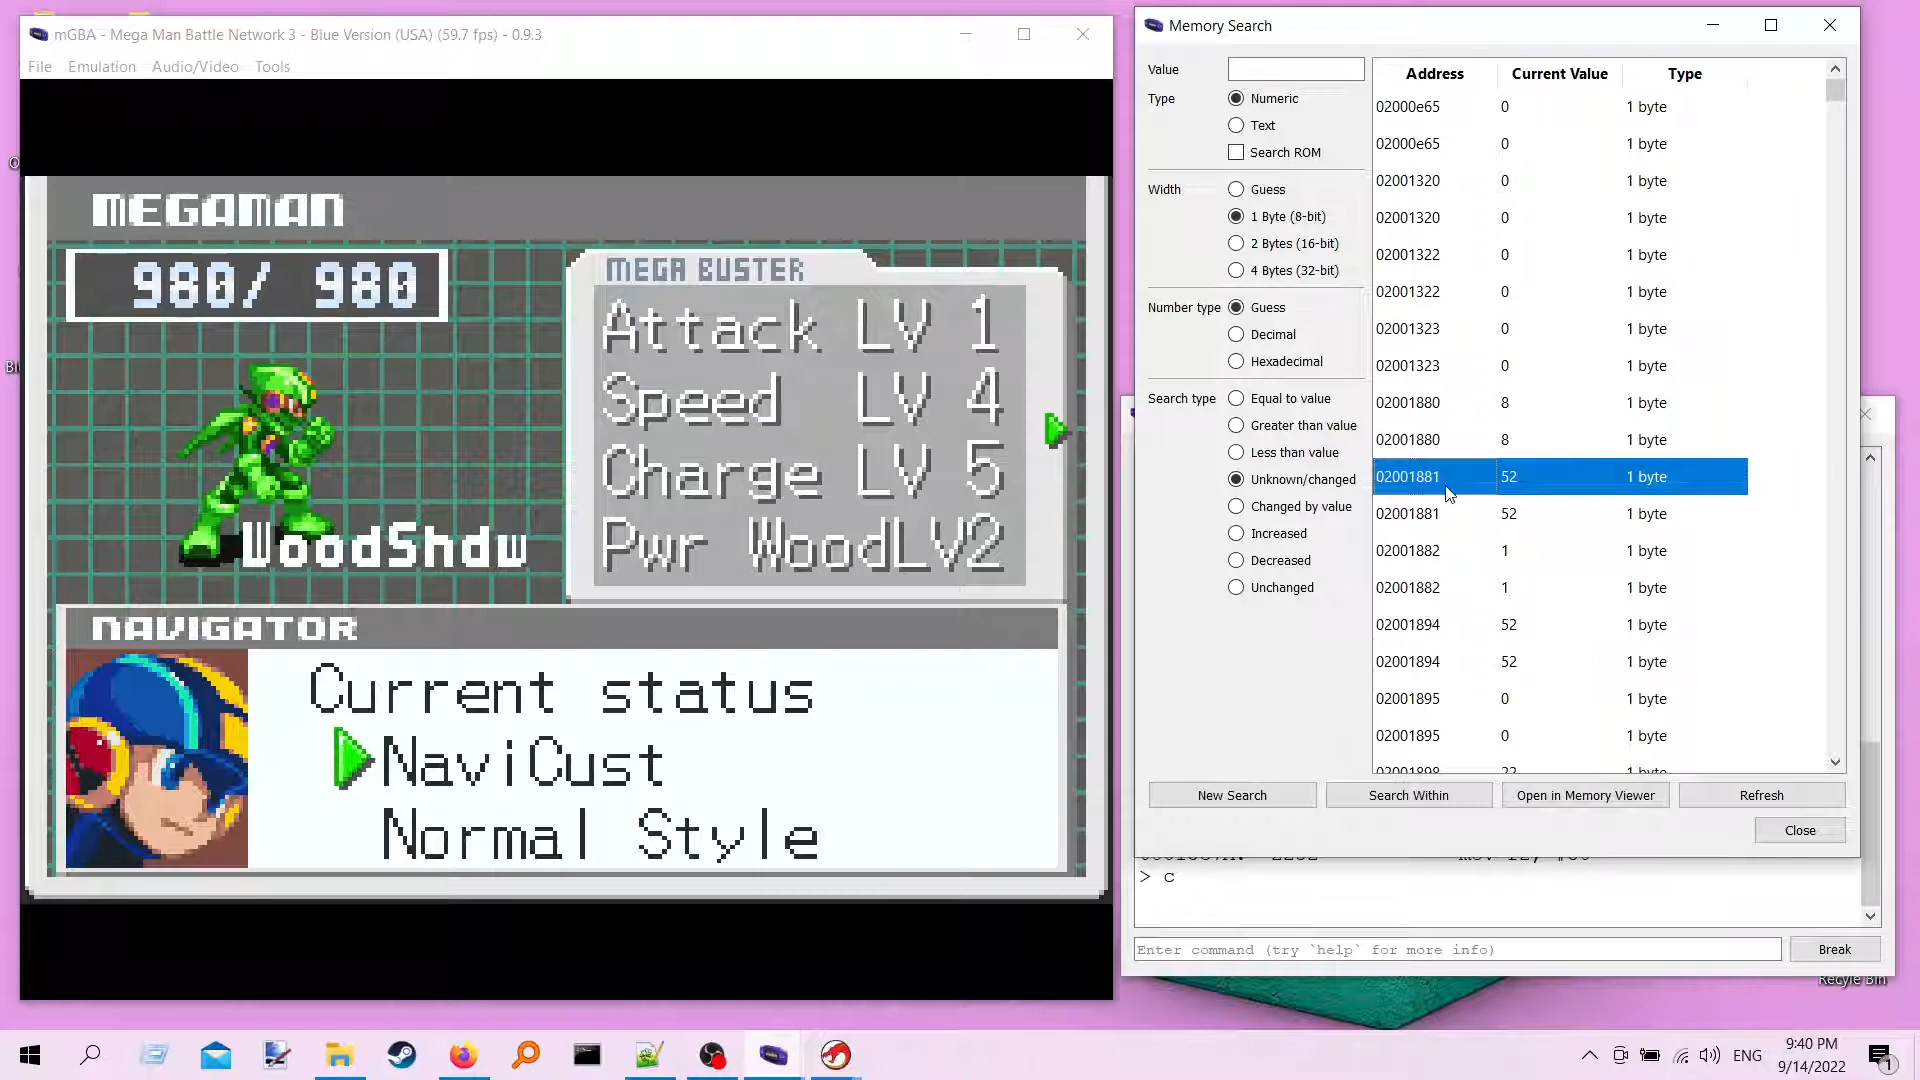 mGBA - Mega Man Battle Network 3 - Blue Version (USA) (59.7 fps) - 0.9.3
File Emulation Audio/Video Tools
MEGAMAN
980/ 980
MEGA BUSTER
Attack LV 1
Speed LV 4
Charge LV 5
Pwr WoodLV2
WoodShdw
NAVIGATOR
Current status
NaviCust
Normal Style
Memory Search
Value
Type
Numeric
Text
Search ROM
Width
Guess
1 Byte (8-bit)
2 Bytes (16-bit)
4 Bytes (32-bit)
Number type
Guess
Decimal
Hexadecimal
Search type
Equal to value
Greater than value
Less than value
Unknown/changed
Changed by value
Increased
Decreased
Unchanged
Address Current Value Type
02000e65 0 1 byte
02000e65 0 1 byte
02001320 0 1 byte
02001320 0 1 byte
02001322 0 1 byte
02001322 0 1 byte
02001323 0 1 byte
02001323 0 1 byte
02001880 8 1 byte
02001880 8 1 byte
02001881 52 1 byte
02001881 52 1 byte
02001882 1 1 byte
02001882 1 1 byte
02001894 52 1 byte
02001894 52 1 byte
02001895 0 1 byte
02001895 0 1 byte
02001898 22 1 byte
New Search Search Within Open in Memory Viewer Refresh
Close
> c
Enter command (try `help` for more info) Break
Recycle Bin
ENG
9:40 PM
9/14/2022
1